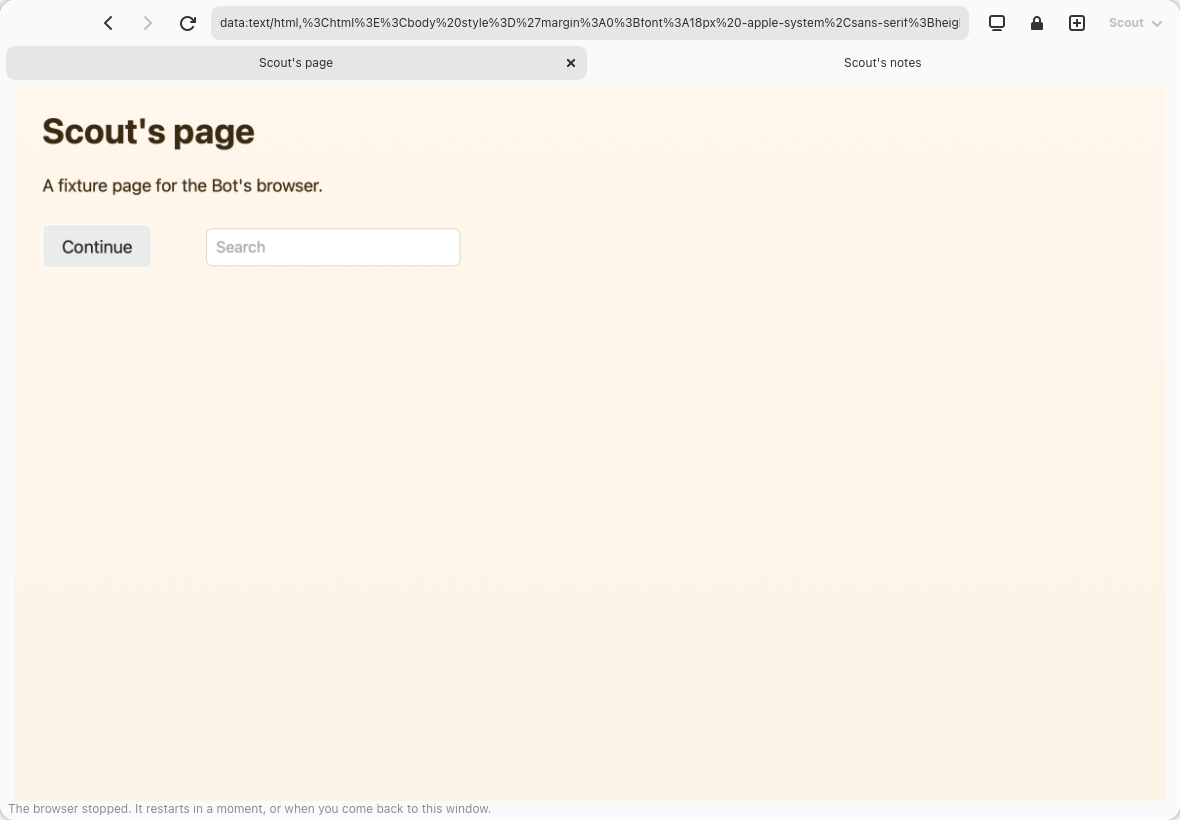 data:text/html,%3Chtml%3E%3Cbody%20style%3D%27margin%3A0%3Bfont%3A18px%20-apple-system%2Csans-serif%3Bheig
Scout
Scout's page
Scout's notes
Scout's page
A fixture page for the Bot's browser.
Continue
Search
The browser stopped. It restarts in a moment, or when you come back to this window.